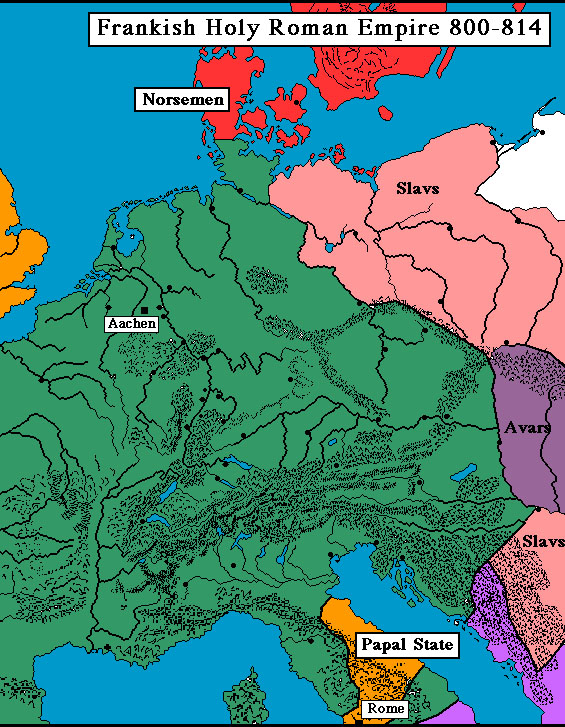 Frankish Holy Roman Empire 800-814
Norsemen
Slavs
Aachen
Avars
Slavs
Papal State
Rome